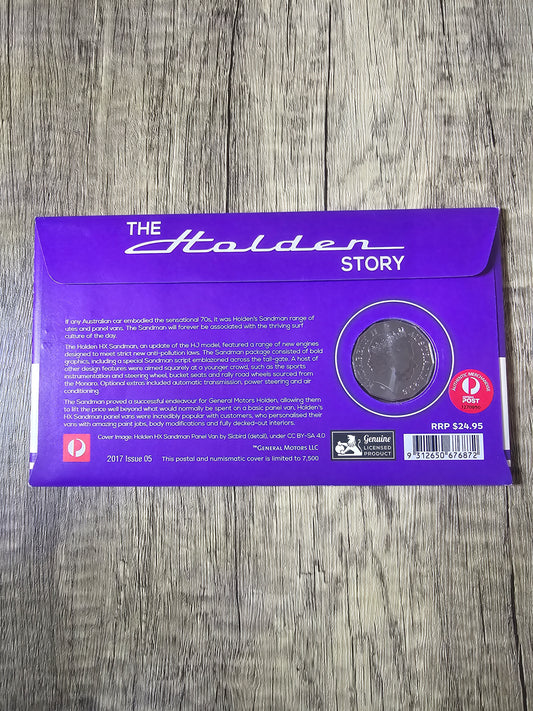 THE
Holden
STORY
If any Australian car embodied the sensational 70s, it was Holden's Sandman range of
utes and panel vans. The Sandman will forever be associated with the thriving surf
culture of the day.
The Holden HX Sandman, an update of the HJ model, featured a range of new engines
designed to meet strict new anti-pollution laws. The Sandman package consisted of bold
graphics, including a special Sandman script emblazoned across the tail-gate. A host of
other design features were aimed squarely at a younger crowd, such as the sports
instrumentation and steering wheel, bucket seats and rally road wheels sourced from
the Monaro. Optional extras included automatic transmission, power steering and air
conditioning.
The Sandman proved a successful endeavour for General Motors Holden, allowing them
to lift the price well beyond what would normally be spent on a basic panel van. Holden's
HX Sandman panel vans were incredibly popular with customers, who personalised their
vans with amazing paint jobs, body modifications and fully decked-out interiors.
Cover Image: Holden HX Sandman Panel Van by Sicbird (detail), under CC BY-SA 4.0
™GENERAL MOTORS LLC
2017 Issue 05
This postal and numismatic cover is limited to 7,500
Genuine
LICENSED
PRODUCT
AUTHENTIC MERCHANDISE
POST
RRP $24.95
9 312650 676872